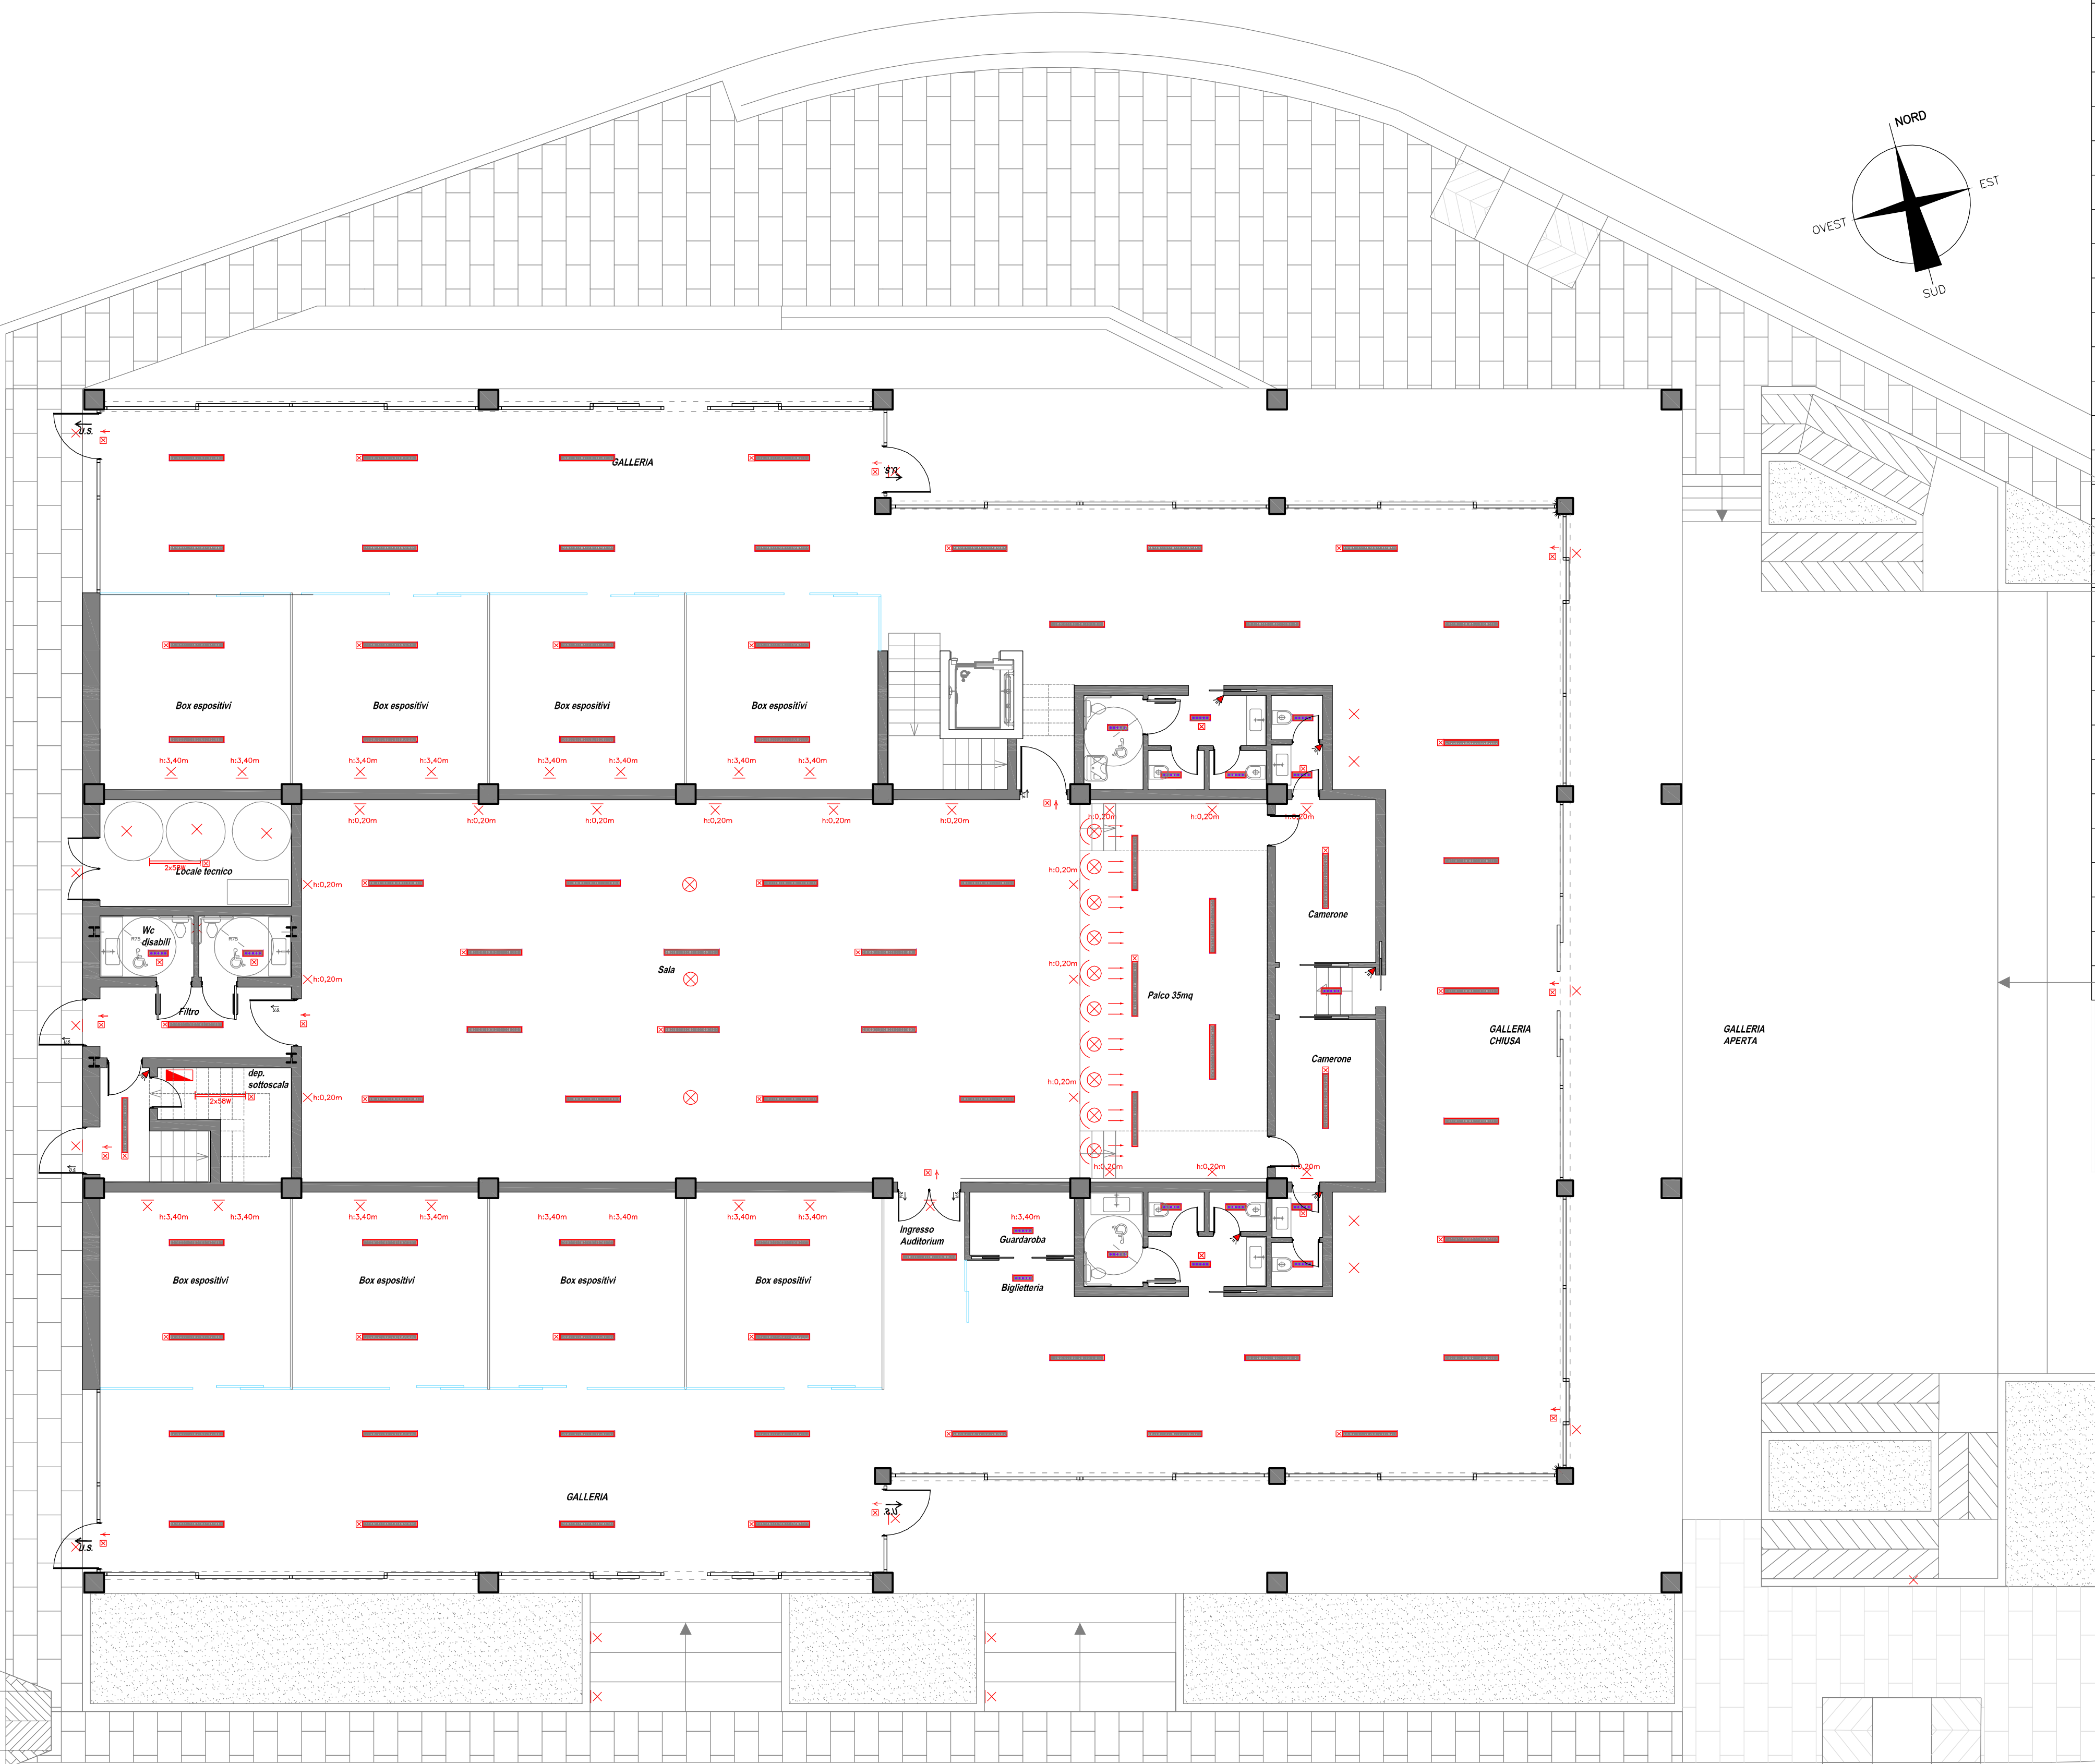 NORD
EST
OVEST
SUD
U.S.
GALLERIA
U.S.
Box espositivi
Box espositivi
Box espositivi
Box espositivi
h:3,40m
h:3,40m
h:3,40m
h:3,40m
h:3,40m
h:3,40m
h:3,40m
h:3,40m
h:0,20m
h:0,20m
h:0,20m
h:0,20m
h:0,20m
h:0,20m
h:0,20m
h:0,20m
h:0,20m
2x58W
Locale tecnico
h:0,20m
h:0,20m
Camerone
Wc
disabili
R75
R75
Sala
h:0,20m
h:0,20m
Palco 35mq
Filtro
GALLERIA
CHIUSA
GALLERIA
APERTA
Camerone
dep.
sottoscala
2x58W
h:0,20m
h:0,20m
h:0,20m
h:0,20m
h:0,20m
h:3,40m
h:3,40m
h:3,40m
h:3,40m
h:3,40m
h:3,40m
h:3,40m
h:3,40m
h:3,40m
Ingresso
Auditorium
Guardaroba
Box espositivi
Box espositivi
Box espositivi
Box espositivi
Biglietteria
GALLERIA
U.S.
U.S.